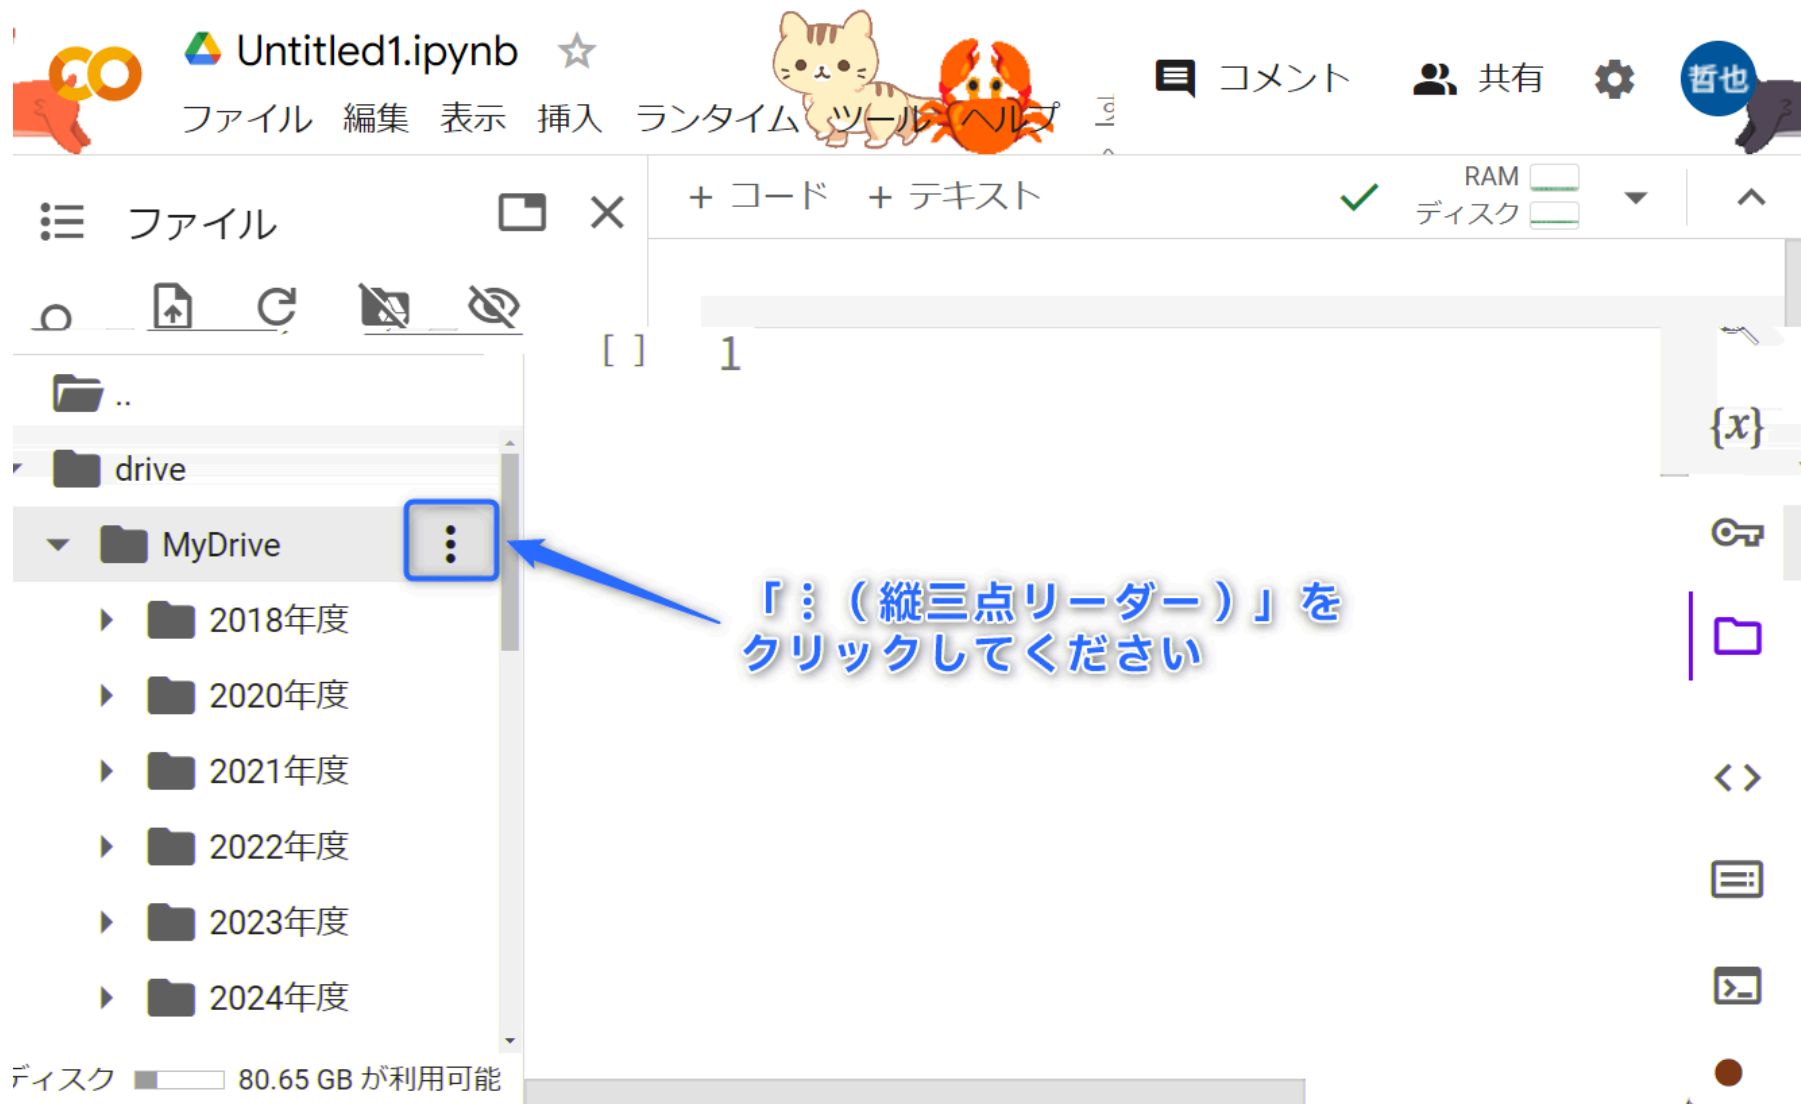 Untitled1.ipynb
コメント 共有 哲也
ファイル 編集 表示 挿入 ランタイム ツール ヘルプ
ファイル
+ コード + テキスト
RAM
ディスク
[ ] 1
..
drive
MyDrive
{x}
「︙(縦三点リーダー)」を
クリックしてください
2018年度
2020年度
2021年度
2022年度
2023年度
2024年度
ディスク 80.65 GB が利用可能